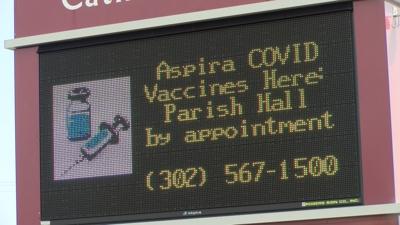 Aspira COVID
Vaccines Here:
Parish Hall
by appointment
(302) 567-1500